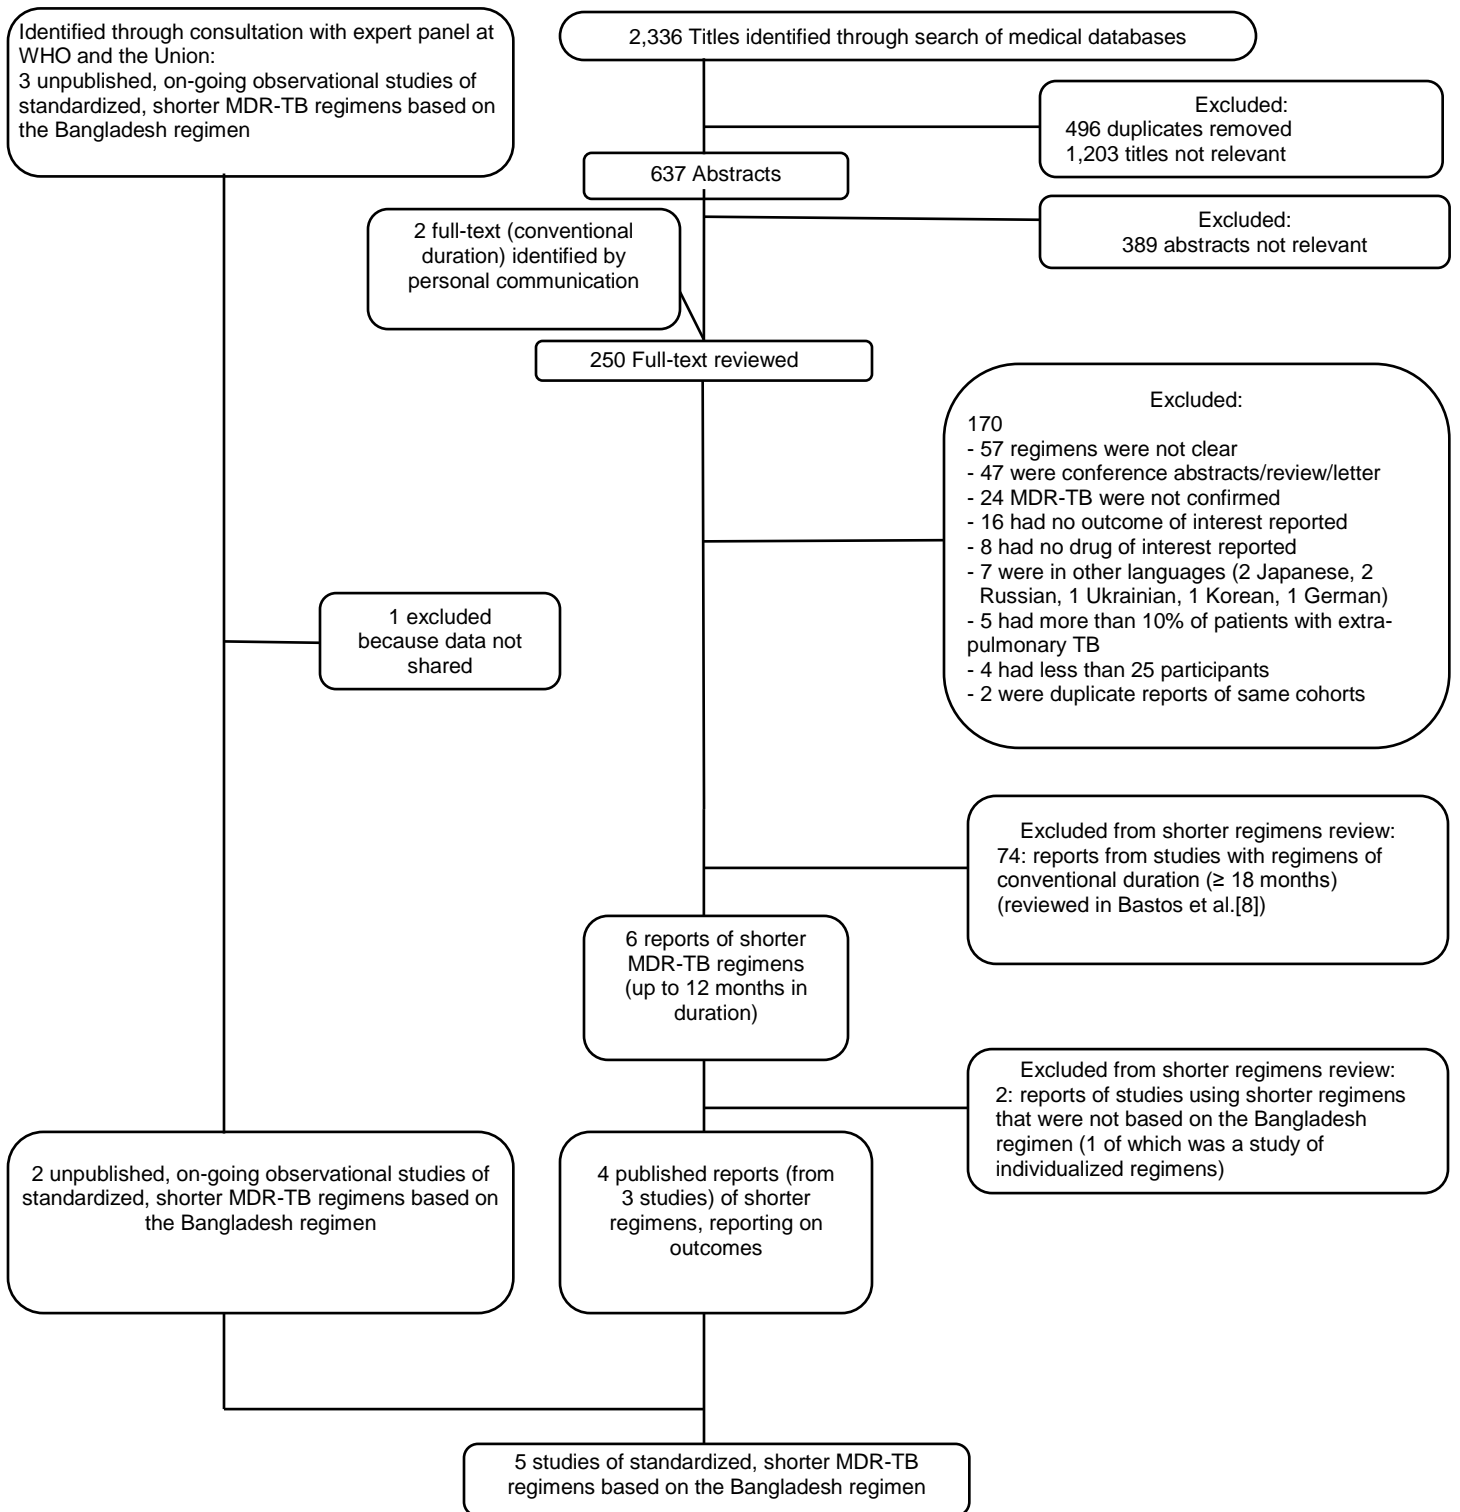 Identified through consultation with expert panel at
WHO and the Union:
3 unpublished, on-going observational studies of
standardized, shorter MDR-TB regimens based on
the Bangladesh regimen
2,336 Titles identified through search of medical databases
Excluded:
496 duplicates removed
1,203 titles not relevant
637 Abstracts
Excluded:
389 abstracts not relevant
2 full-text (conventional
duration) identified by
personal communication
250 Full-text reviewed
Excluded:
170
- 57 regimens were not clear
- 47 were conference abstracts/review/letter
- 24 MDR-TB were not confirmed
- 16 had no outcome of interest reported
- 8 had no drug of interest reported
- 7 were in other languages (2 Japanese, 2
Russian, 1 Ukrainian, 1 Korean, 1 German)
- 5 had more than 10% of patients with extra-
pulmonary TB
- 4 had less than 25 participants
- 2 were duplicate reports of same cohorts
1 excluded
because data not
shared
Excluded from shorter regimens review:
74: reports from studies with regimens of
conventional duration (≥ 18 months)
(reviewed in Bastos et al.[8])
6 reports of shorter
MDR-TB regimens
(up to 12 months in
duration)
Excluded from shorter regimens review:
2: reports of studies using shorter regimens
that were not based on the Bangladesh
regimen (1 of which was a study of
individualized regimens)
2 unpublished, on-going observational studies of
standardized, shorter MDR-TB regimens based on
the Bangladesh regimen
4 published reports (from
3 studies) of shorter
regimens, reporting on
outcomes
5 studies of standardized, shorter MDR-TB
regimens based on the Bangladesh regimen